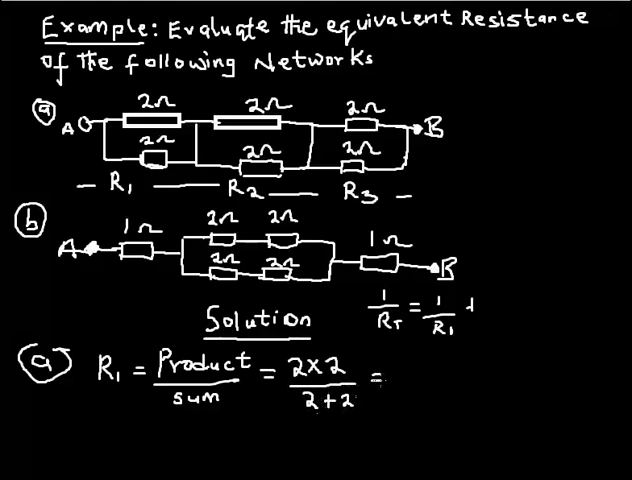 Example: Evaluate the equivalent Resistance
of the following Networks
(a) A 2Ω 2Ω 2Ω B
2Ω 2Ω 2Ω
R1 R2 R3
(b) A 1Ω 2Ω 2Ω 1Ω B
2Ω 2Ω
Solution
1/RT = 1/R1 +
(a) R1 = Product/sum = 2×2/2+2 =